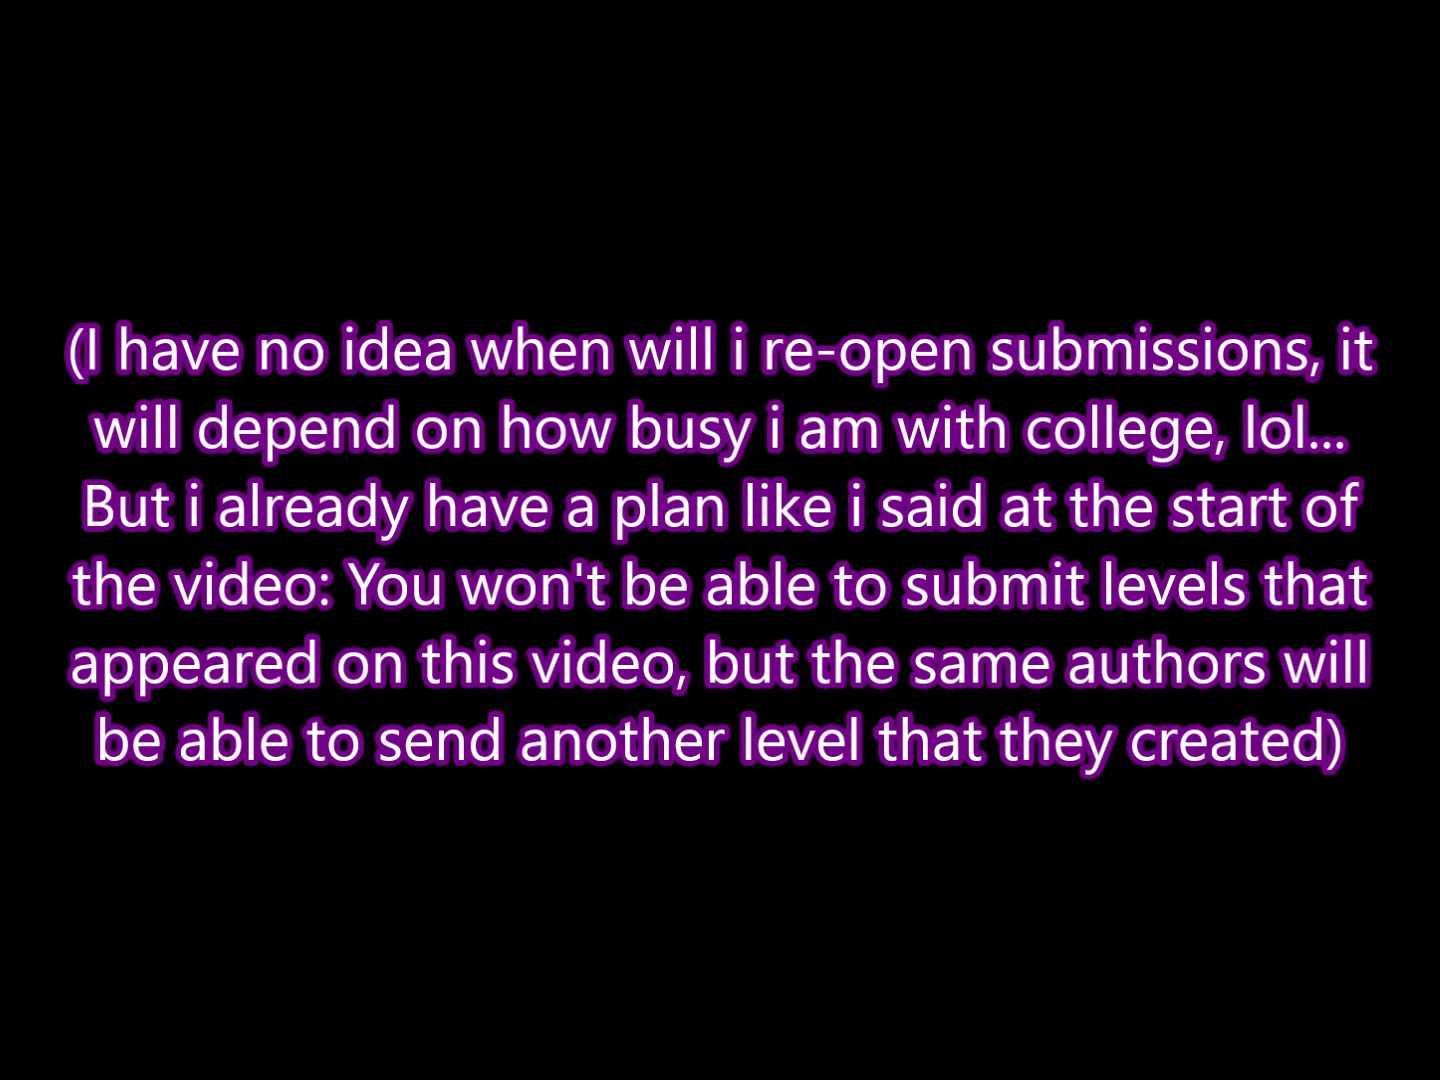 (I have no idea when will i re-open submissions, it
will depend on how busy i am with college, lol...
But i already have a plan like i said at the start of
the video: You won't be able to submit levels that
appeared on this video, but the same authors will
be able to send another level that they created)